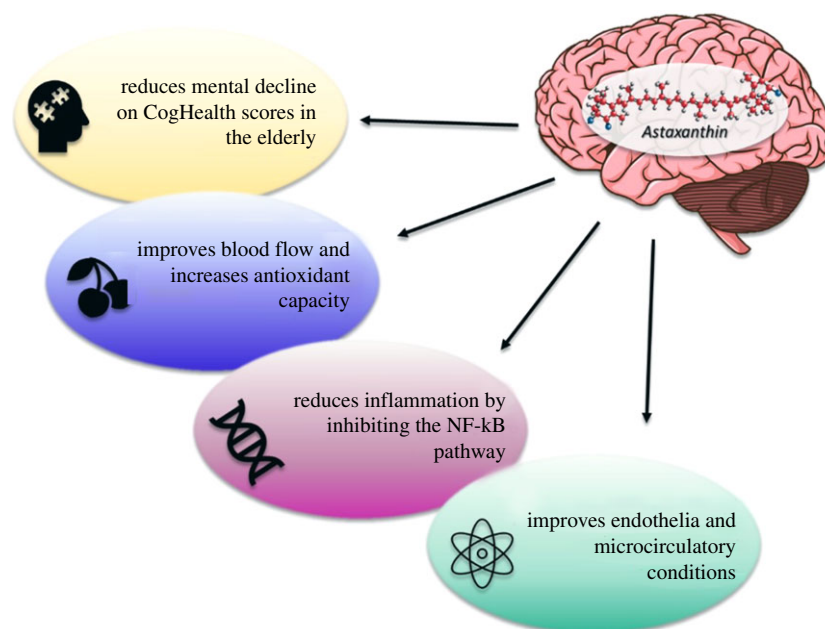 reduces mental decline
on CogHealth scores in
the elderly
Astaxanthin
improves blood flow and
increases antioxidant
capacity
reduces inflammation by
inhibiting the NF-kB
pathway
improves endothelia and
microcirculatory
conditions